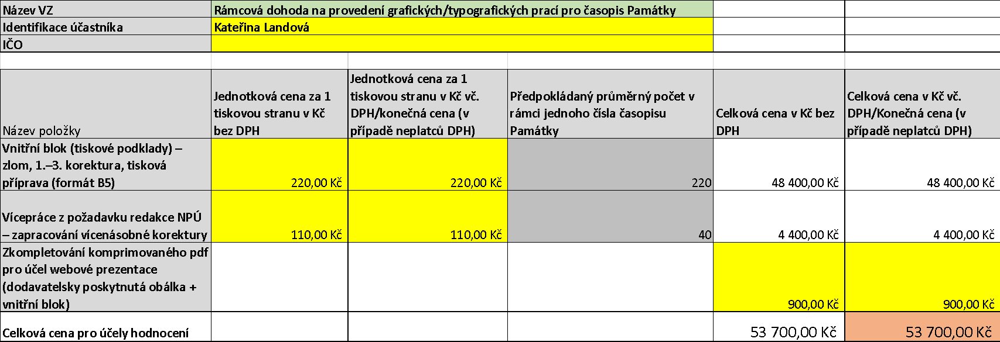 Název VZ Rámcová dohoda na provedení grafických/typografických prací pro časopis Památky
Identifikace účastníka Kateřina Landová
IČO
Název položky
Jednotková cena za 1
tiskovou stranu v Kč
bez DPH
Jednotková cena za 1
tiskovou stranu v Kč vč.
DPH/konečná cena (v
případě neplatců DPH)
Předpokládaný průměrný počet v
rámci jednoho čísla časopisu
Památky
Celková cena v Kč bez
DPH
Celková cena v Kč vč.
DPH/Konečná cena (v
případě neplatců DPH)
Vnitřní blok (tiskové podklady) –
zlom, 1.–3. korektura, tisková
příprava (formát B5)
220,00 Kč 220,00 Kč 220 48 400,00 Kč 48 400,00 Kč
Vícepráce z požadavku redakce NPÚ
– zapracování vícenásobné korektury
110,00 Kč 110,00 Kč 40 4 400,00 Kč 4 400,00 Kč
Zkompletování komprimovaného pdf
pro účel webové prezentace
(dodavatelsky poskytnutá obálka +
vnitřní blok)
900,00 Kč 900,00 Kč
Celková cena pro účely hodnocení 53 700,00 Kč 53 700,00 Kč